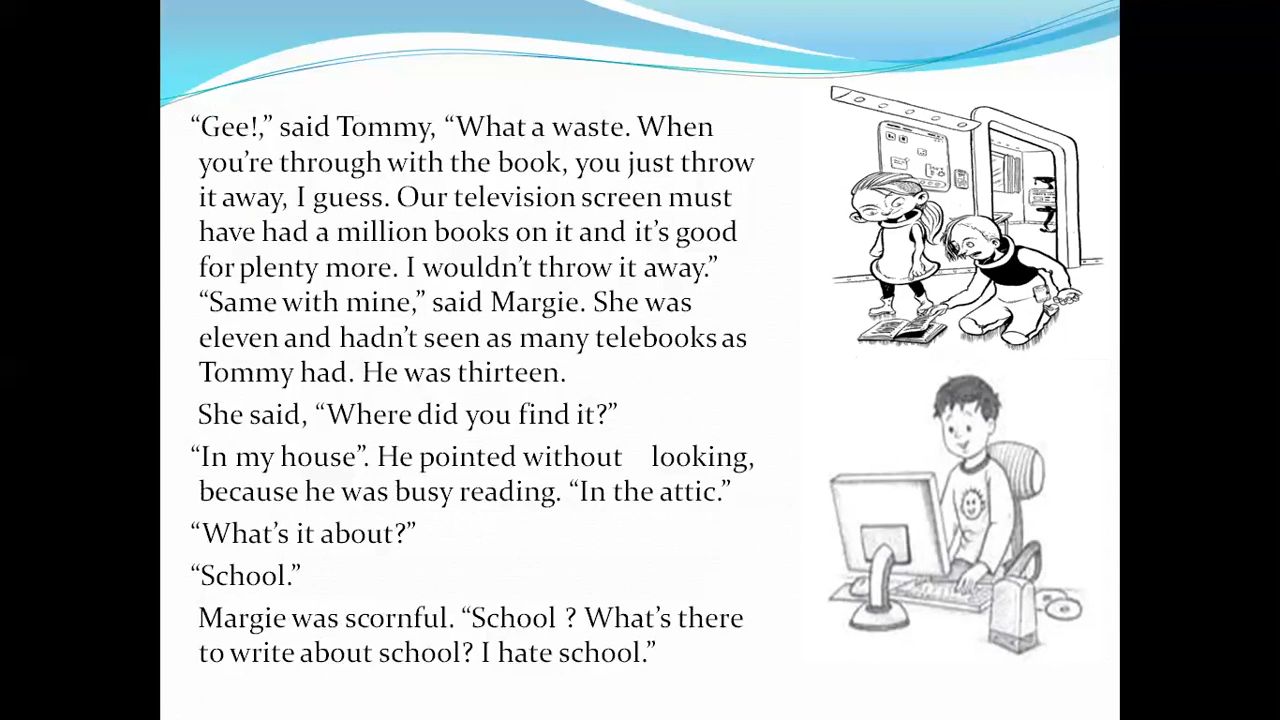 “Gee!,” said Tommy, “What a waste. When
you’re through with the book, you just throw
it away, I guess. Our television screen must
have had a million books on it and it’s good
for plenty more. I wouldn’t throw it away.”
“Same with mine,” said Margie. She was
eleven and hadn’t seen as many telebooks as
Tommy had. He was thirteen.
She said, “Where did you find it?”
“In my house”. He pointed without looking,
because he was busy reading. “In the attic.”
“What’s it about?”
“School.”
Margie was scornful. “School ? What’s there
to write about school? I hate school.”